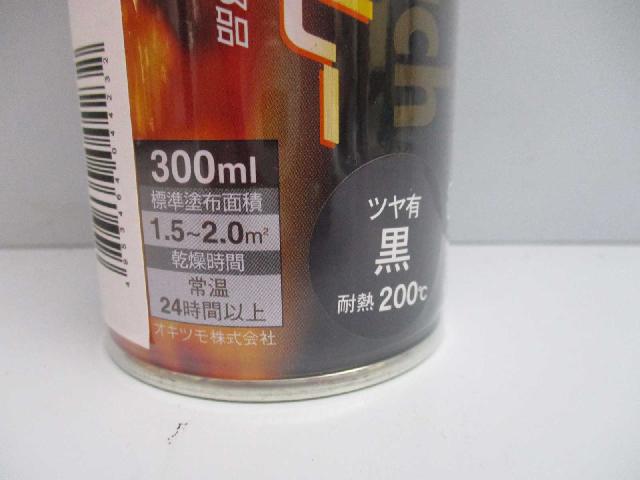 品
uch
300ml
標準塗布面積
1.5~2.0m²
乾燥時間
常温
24時間以上
オキツモ株式会社
ツヤ有
黒
耐熱 200℃